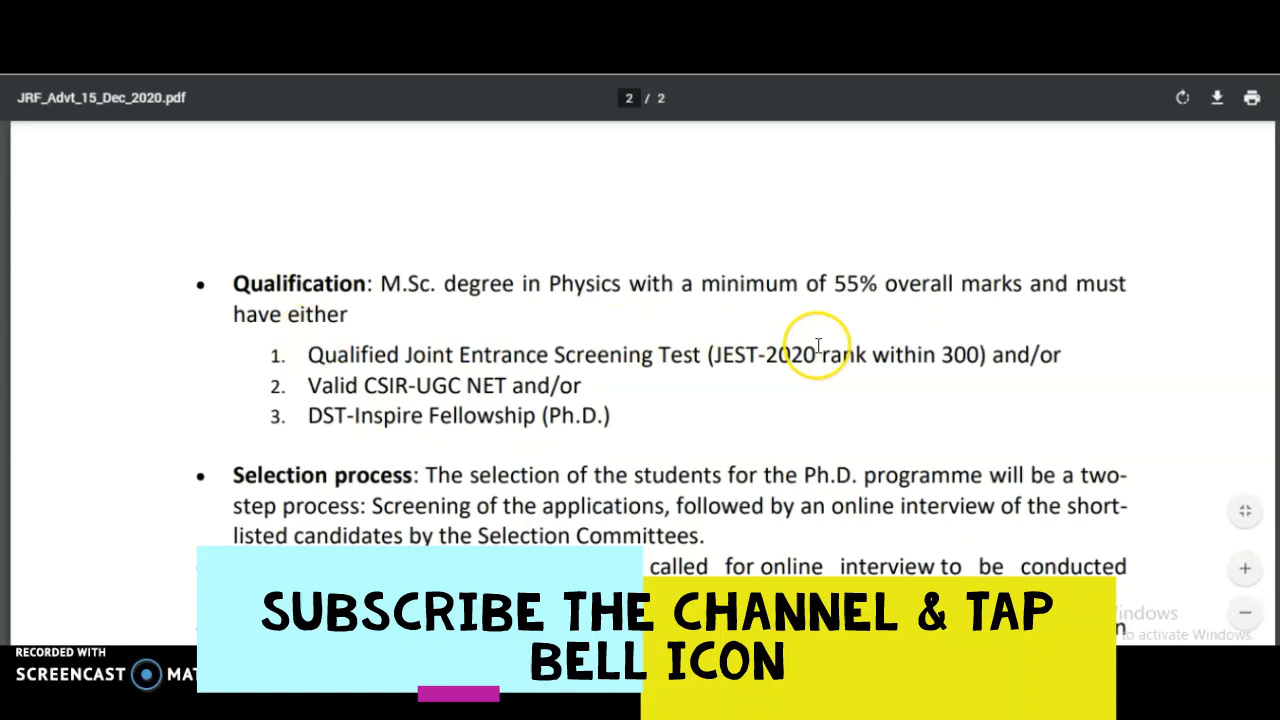 JRF_Advt_15_Dec_2020.pdf
2 / 2
• Qualification: M.Sc. degree in Physics with a minimum of 55% overall marks and must
have either
1. Qualified Joint Entrance Screening Test (JEST-2020 rank within 300) and/or
2. Valid CSIR-UGC NET and/or
3. DST-Inspire Fellowship (Ph.D.)
• Selection process: The selection of the students for the Ph.D. programme will be a two-
step process: Screening of the applications, followed by an online interview of the short-
listed candidates by the Selection Committees.
called for online interview to be conducted
SUBSCRIBE THE CHANNEL & TAP
BELL ICON
to activate Windows.
RECORDED WITH
SCREENCAST